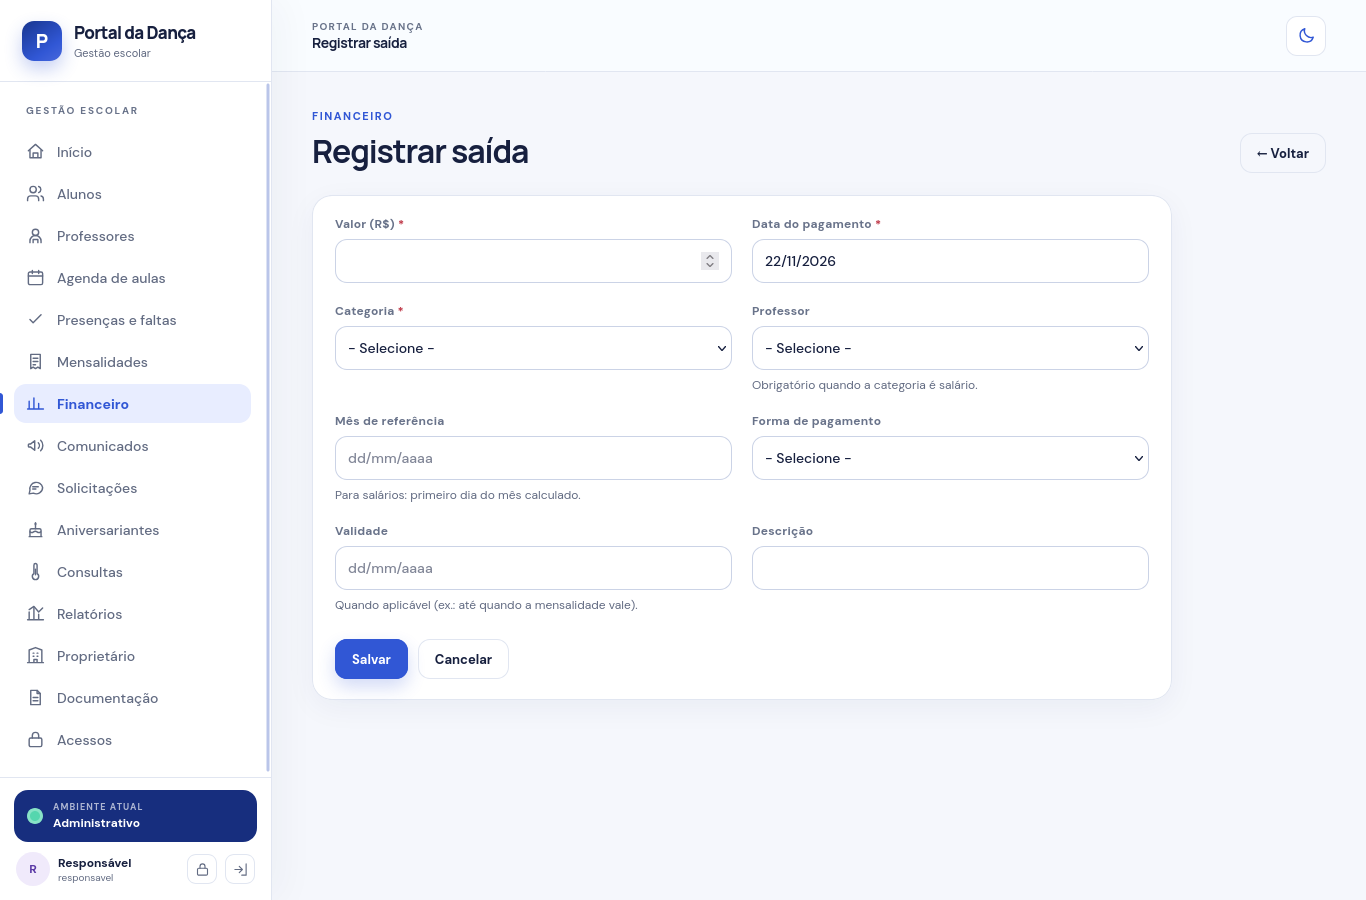 P
Portal da Dança
Gestão escolar
GESTÃO ESCOLAR
Início
Alunos
Professores
Agenda de aulas
Presenças e faltas
Mensalidades
Financeiro
Comunicados
Solicitações
Aniversariantes
Consultas
Relatórios
Proprietário
Documentação
Acessos
AMBIENTE ATUAL
Administrativo
R
Responsável
responsavel
PORTAL DA DANÇA
Registrar saída
FINANCEIRO
Registrar saída
← Voltar
Valor (R$) *
Data do pagamento *
22/11/2026
Categoria *
Professor
- Selecione -
- Selecione -
Obrigatório quando a categoria é salário.
Mês de referência
Forma de pagamento
dd/mm/aaaa
- Selecione -
Para salários: primeiro dia do mês calculado.
Validade
Descrição
dd/mm/aaaa
Quando aplicável (ex.: até quando a mensalidade vale).
Salvar
Cancelar